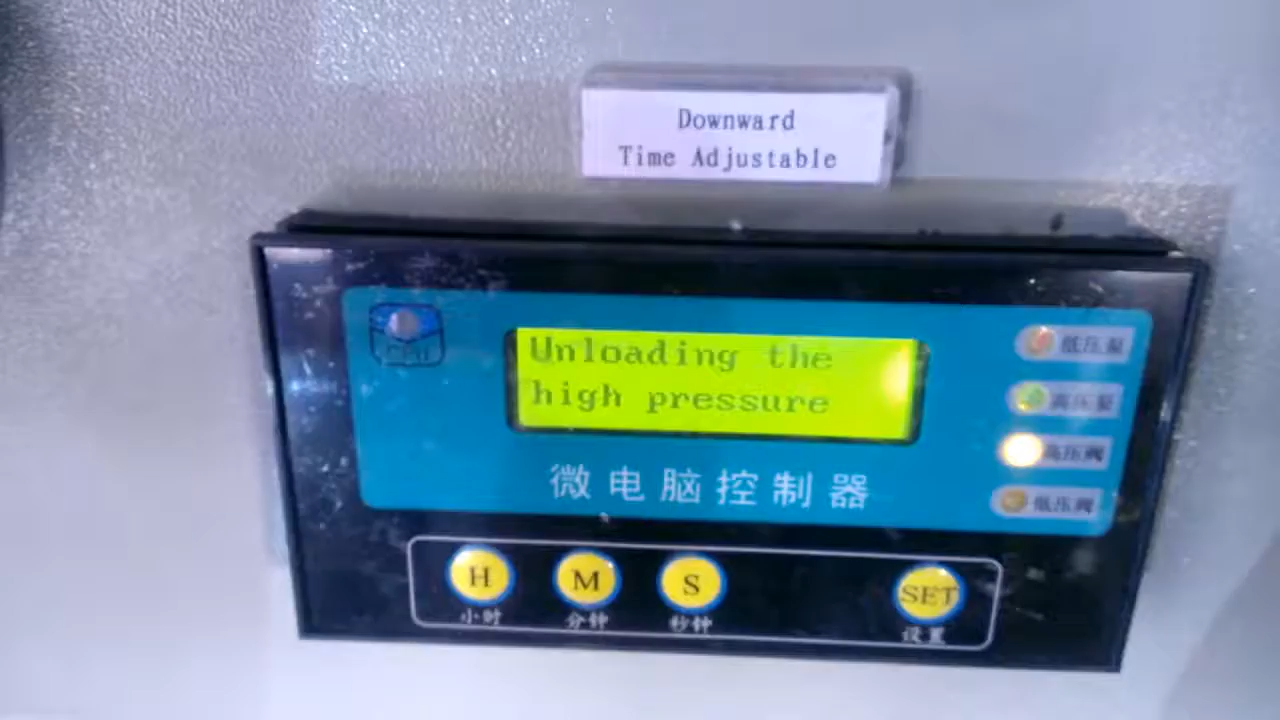 Downward
Time Adjustable
Unloading the
high pressure
低压泵
高压泵
高压阀
低压阀
微电脑控制器
H
M
S
SET
小时
分钟
秒钟
设置